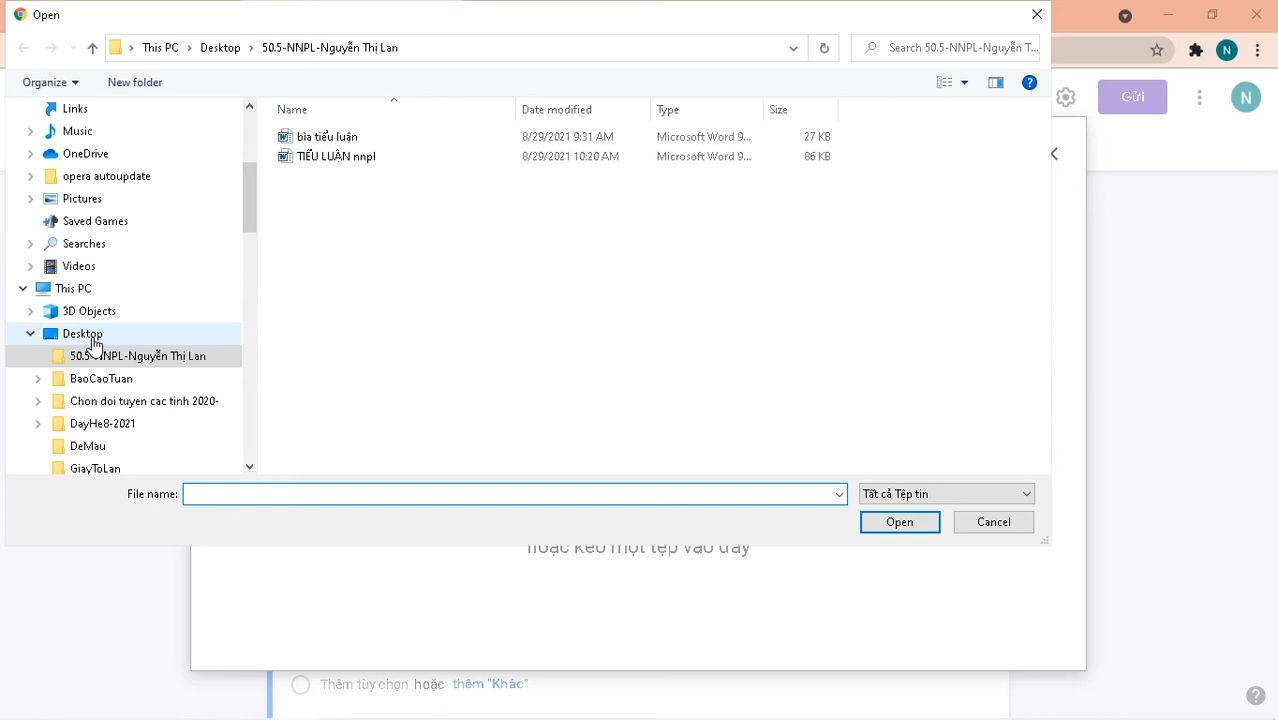 Open
This PC > Desktop > 50.5-NNPL-Nguyễn Thị Lan
Search 50.5-NNPL-Nguyễn T...
N
Organize
New folder
?
Gửi
N
Links
Music
OneDrive
opera autoupdate
Pictures
Saved Games
Searches
Videos
This PC
3D Objects
Desktop
50.5-NNPL-Nguyễn Thị Lan
BaoCaoTuan
Chon doi tuyen cac tinh 2020-
DayHe8-2021
DeMau
GiayToLan
Name Date modified Type Size
bìa tiểu luận 8/29/2021 9:31 AM Microsoft Word 9... 27 KB
TIỂU LUẬN nnpl 8/29/2021 10:20 AM Microsoft Word 9... 86 KB
File name:
Tất cả Tệp tin
Open
Cancel
hoặc kéo một tệp vào đây
Thêm tùy chọn hoặc thêm "Khác"
?